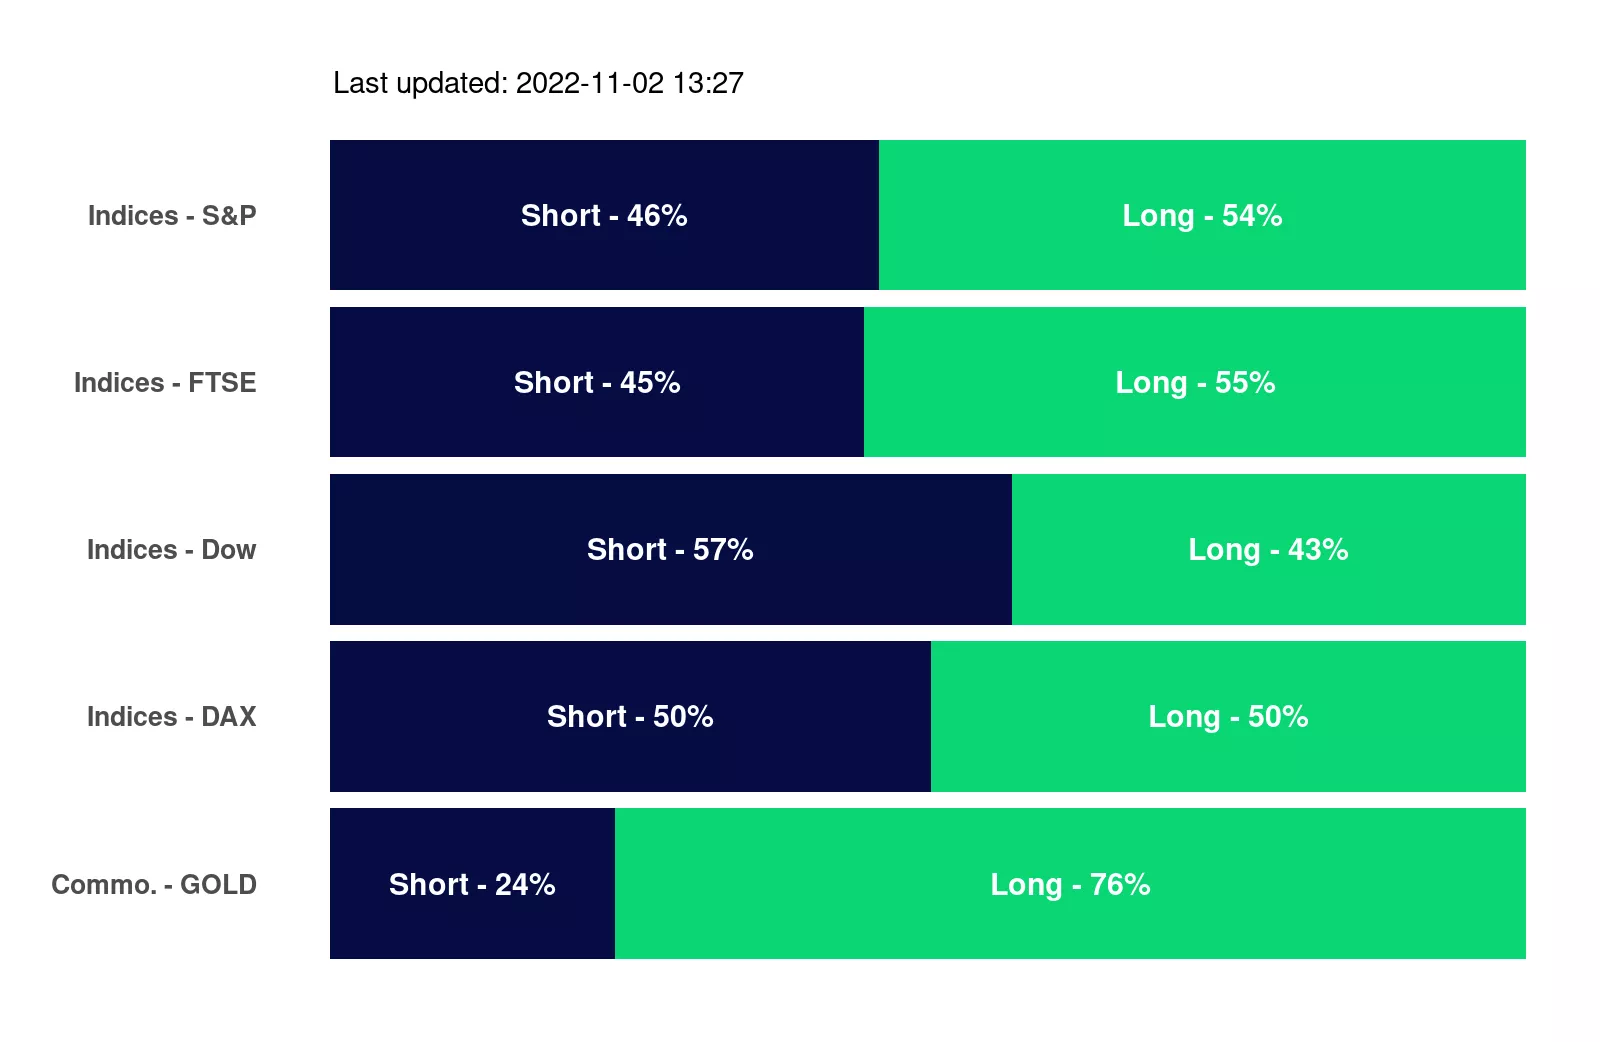 Last updated: 2022-11-02 13:27
Indices - S&P Short - 46% Long - 54%
Indices - FTSE Short - 45% Long - 55%
Indices - Dow Short - 57% Long - 43%
Indices - DAX Short - 50% Long - 50%
Commo. - GOLD Short - 24% Long - 76%